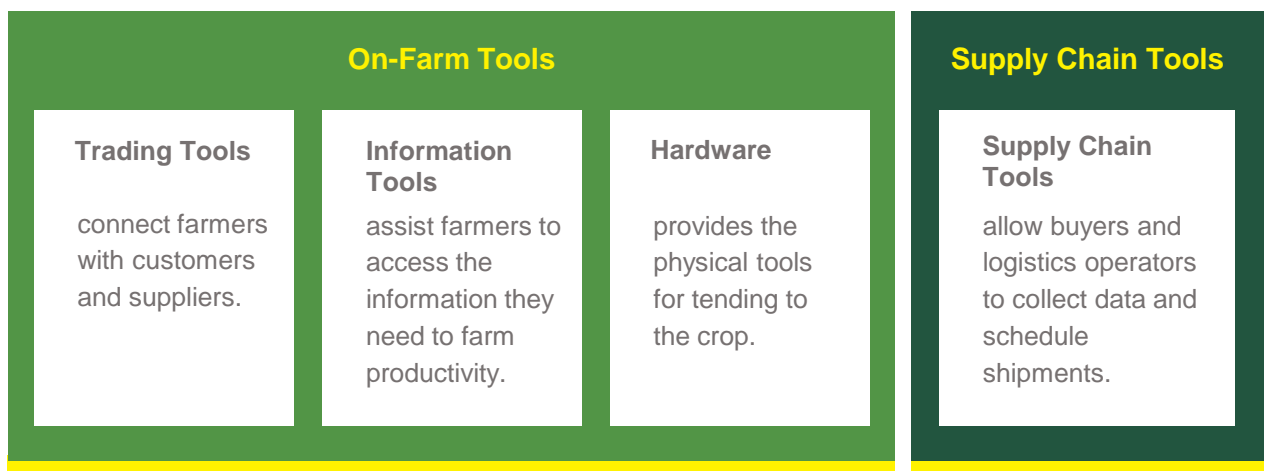 On-Farm Tools
Trading Tools
connect farmers
with customers
and suppliers.
Information
Tools
assist farmers to
access the
information they
need to farm
productivity.
Hardware
provides the
physical tools
for tending to
the crop.
Supply Chain Tools
Supply Chain
Tools
allow buyers and
logistics operators
to collect data and
schedule
shipments.